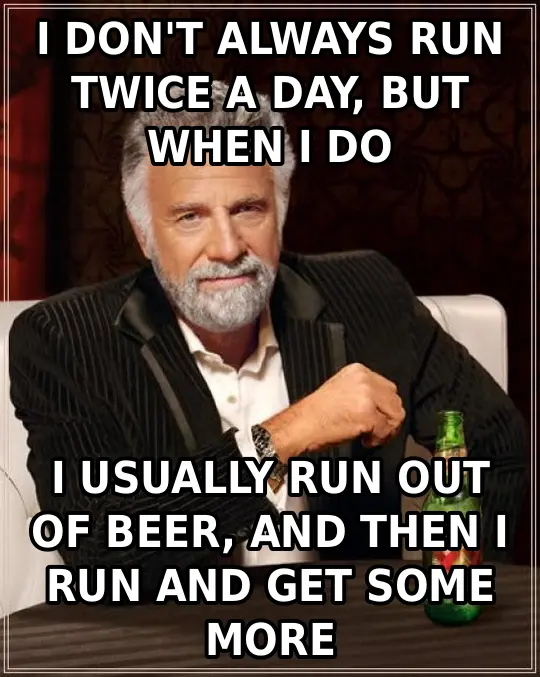 I DON'T ALWAYS RUN
TWICE A DAY, BUT
WHEN I DO
I USUALLY RUN OUT
OF BEER, AND THEN I
RUN AND GET SOME
MORE